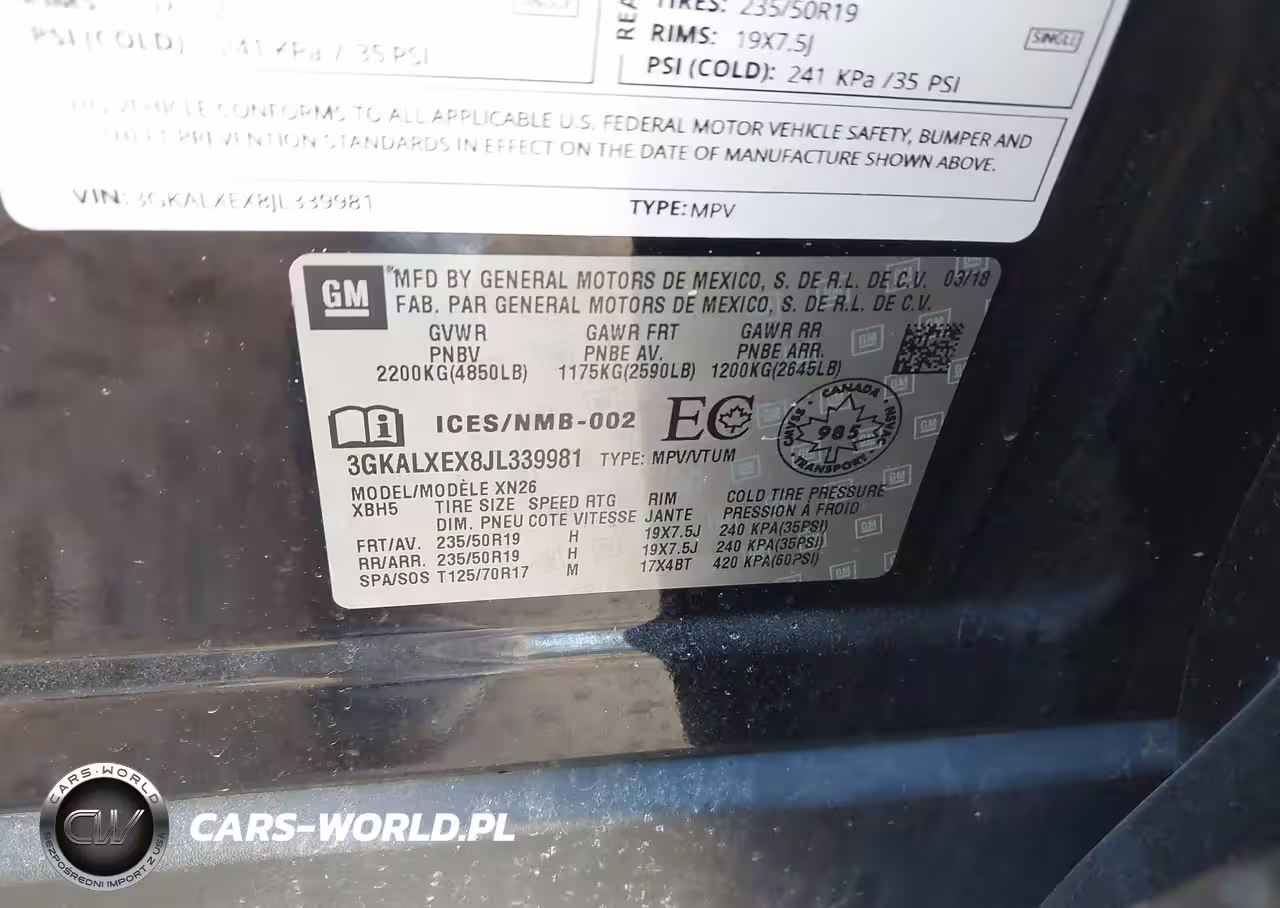 TIRES: 235/50R19
REA
RIMS: 19X7.5J
SINGLE
PSI (COLD): 241 KPa / 35 PSI
PSI (COLD): 241 KPa /35 PSI
VEHICLE CONFORMS TO ALL APPLICABLE U.S. FEDERAL MOTOR VEHICLE SAFETY, BUMPER AND
PREVENTION STANDARDS IN EFFECT ON THE DATE OF MANUFACTURE SHOWN ABOVE.
VIN: 3GKALXEX8JL339981 TYPE: MPV
GM
MFD BY GENERAL MOTORS DE MEXICO, S. DE R.L. DE C.V. 03/18
FAB. PAR GENERAL MOTORS DE MEXICO, S. DE R.L. DE C.V.
GVWR GAWR FRT GAWR RR
PNBV PNBE AV. PNBE ARR.
2200KG(4850LB) 1175KG(2590LB) 1200KG(2645LB)
i ICES/NMB-002 EC
CANADA
CMVSS 985 NSVAC
TRANSPORT
3GKALXEX8JL339981 TYPE: MPV/VTUM
MODEL/MODÈLE XN26
XBH5 TIRE SIZE SPEED RTG RIM COLD TIRE PRESSURE
DIM. PNEU COTE VITESSE JANTE PRESSION À FROID
FRT/AV. 235/50R19 H 19X7.5J 240 KPA(35PSI)
RR/ARR. 235/50R19 H 19X7.5J 240 KPA(35PSI)
SPA/SOS T125/70R17 M 17X4BT 420 KPA(60PSI)
CARS-WORLD
CW
BEZPOŚREDNI IMPORT Z USA
CARS-WORLD.PL